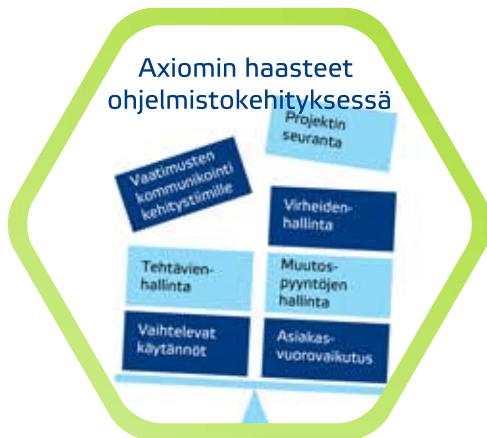 Axiomin haasteet
ohjelmistokehityksessä
Projektin
seuranta
Vaatimusten
kommunikointi
kehitystiimille
Virheiden-
hallinta
Tehtävien-
hallinta
Muutos-
pyyntöjen
hallinta
Vaihtelevat
käytännöt
Asiakas-
vuorovaikutus